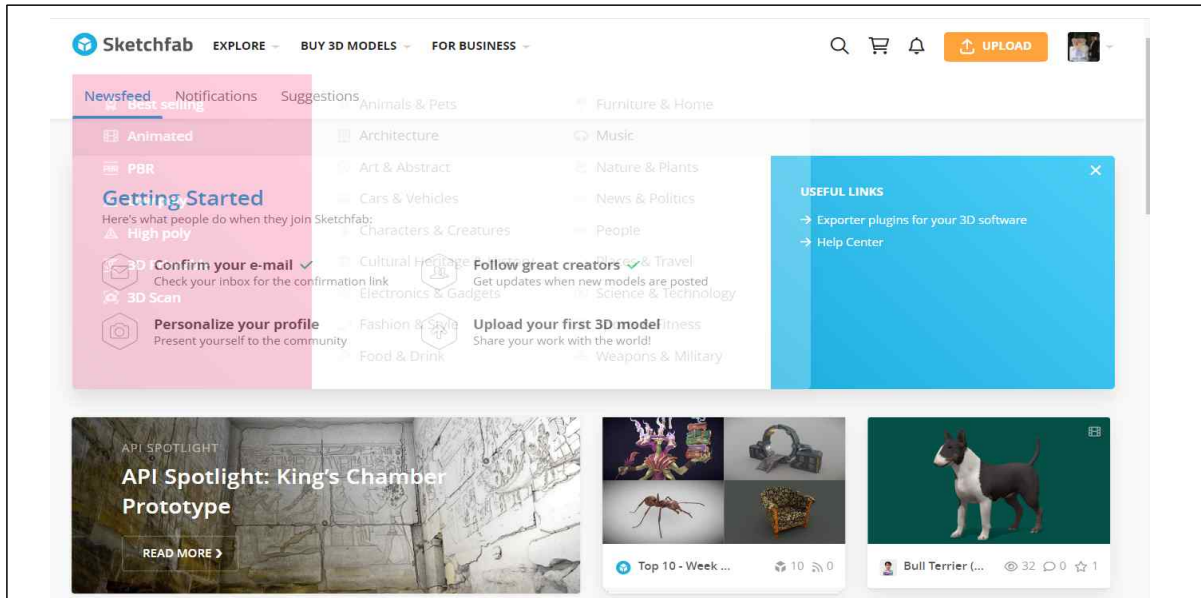 Sketchfab EXPLORE BUY 3D MODELS FOR BUSINESS UPLOAD
Newsfeed Notifications Suggestions
Best selling Animals & Pets Furniture & Home
Animated Architecture Music
PBR Art & Abstract Nature & Plants
Cars & Vehicles News & Politics
High poly Characters & Creatures People
Cultural Heritage & Travel
3D Scan Electronics & Gadgets Science & Technology
Fashion & Style
Food & Drink Weapons & Military
Getting Started
Here's what people do when they join Sketchfab:
Confirm your e-mail
Check your inbox for the confirmation link
Follow great creators
Get updates when new models are posted
Personalize your profile
Present yourself to the community
Upload your first 3D model
Share your work with the world!
USEFUL LINKS
→ Exporter plugins for your 3D software
→ Help Center
API SPOTLIGHT
API Spotlight: King's Chamber
Prototype
READ MORE ❯
Top 10 - Week ... 10 0
Bull Terrier (... 32 0 1